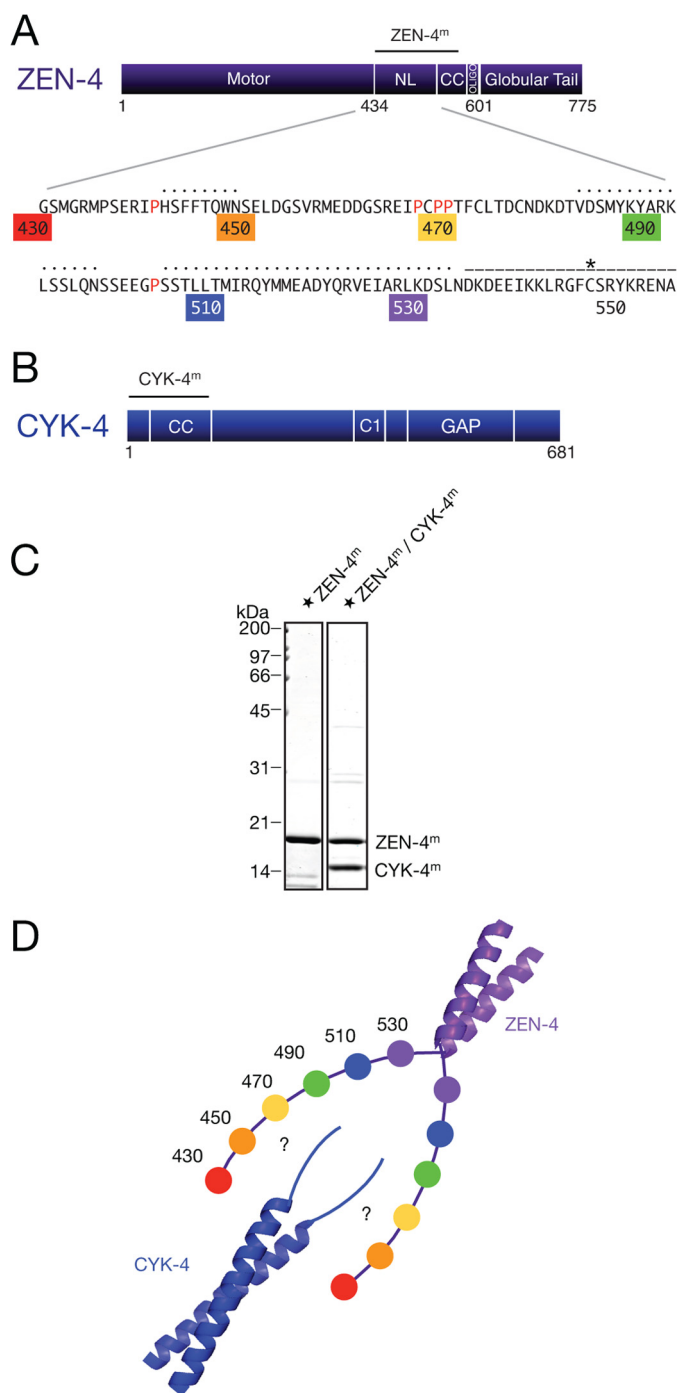 A
ZEN-4ᵐ
ZEN-4
Motor NL CC OLIGO Globular Tail
1 434 601 775
GSMGRMPSERIPHSFFTQWNSELDGSVRMEDDGSREIPCPPTFCLTDCNDKDTVDSMYKYARK
430 450 470 490
*
LSSLQNSSEEGPSSTLLTMIRQYMMEADYQRVEIARLKDSLNDKDEEIKKLRGFCSRYKRENA
510 530 550
B
CYK-4ᵐ
CYK-4
CC C1 GAP
1 681
C
★ ZEN-4ᵐ
★ ZEN-4ᵐ / CYK-4ᵐ
kDa
200
97
66
45
31
21
ZEN-4ᵐ
CYK-4ᵐ
14
D
ZEN-4
530
510
490
470
450
430
?
?
CYK-4